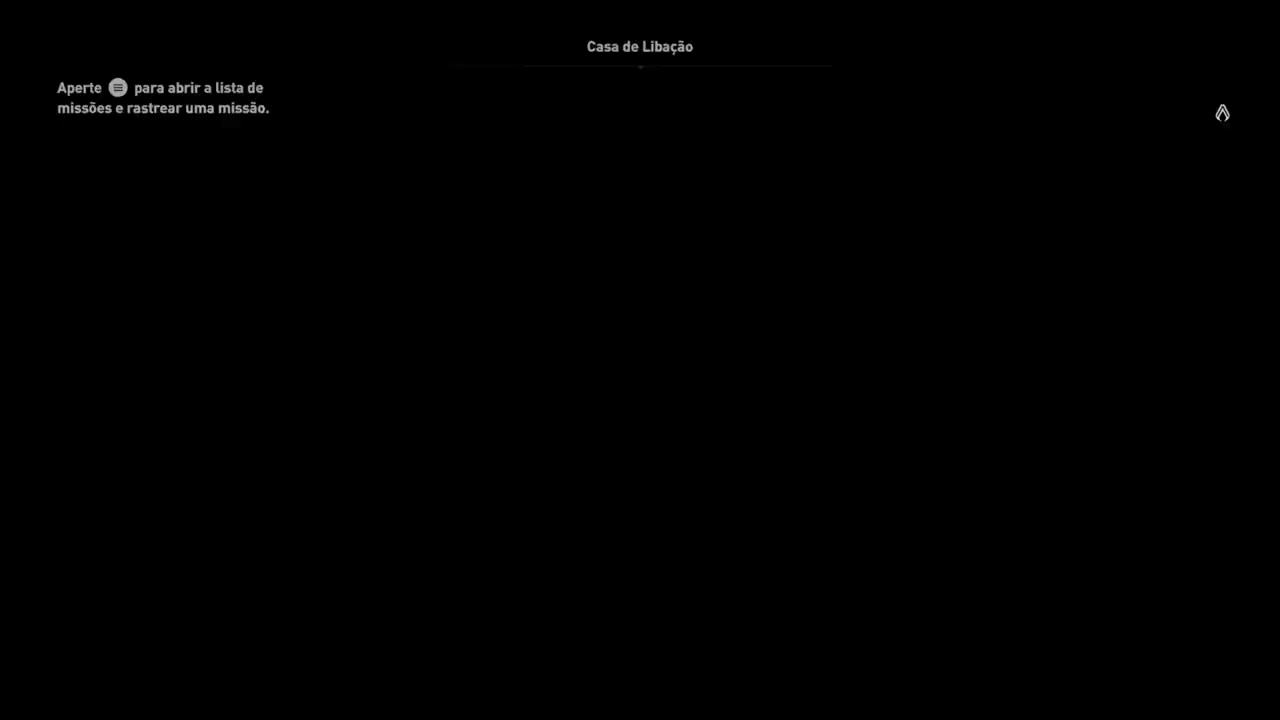 Casa de Libação
Aperte para abrir a lista de
missões e rastrear uma missão.